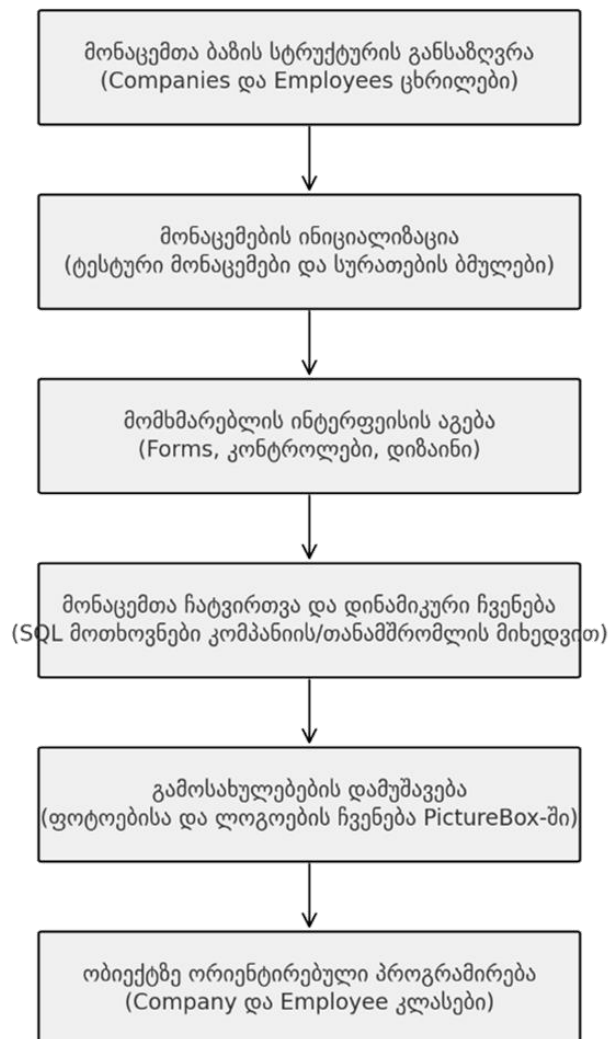 მონაცემთა ბაზის სტრუქტურის განსაზღვრა
(Companies და Employees ცხრილები)
მონაცემების ინიციალიზაცია
(ტესტური მონაცემები და სურათების ბმულები)
მომხმარებლის ინტერფეისის აგება
(Forms, კონტროლები, დიზაინი)
მონაცემთა ჩატვირთვა და დინამიკური ჩვენება
(SQL მოთხოვნები კომპანიის/თანამშრომლის მიხედვით)
გამოსახულებების დამუშავება
(ფოტოებისა და ლოგოების ჩვენება PictureBox-ში)
ობიექტზე ორიენტირებული პროგრამირება
(Company და Employee კლასები)